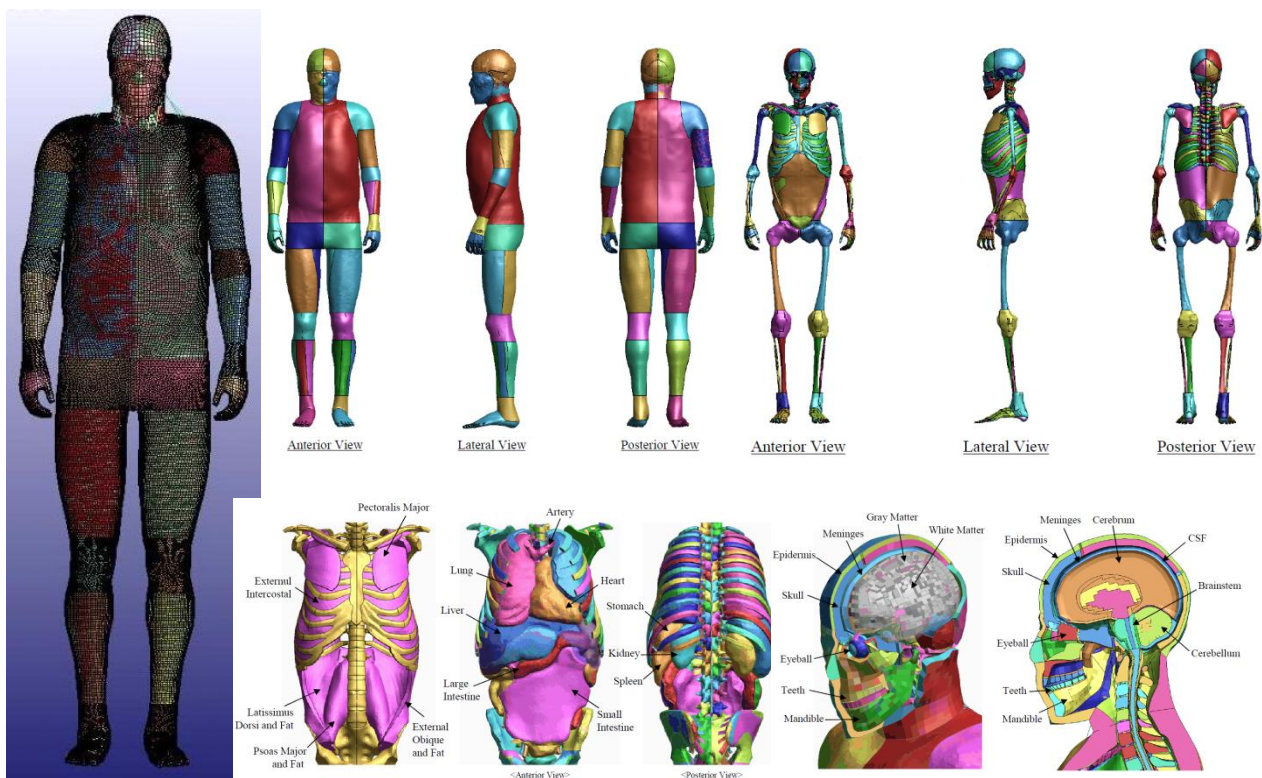 Anterior View
Lateral View
Posterior View
Anterior View
Lateral View
Posterior View
Pectoralis Major
External
Intercostal
Latissimus
Dorsi and Fat
Psoas Major
and Fat
External
Obique
and Fat
Artery
Lung
Heart
Liver
Large
Intestine
Small
Intestine
<Anterior View>
Stomach
Kidney
Spleen
<Posterior View>
Gray Matter
White Matter
Meninges
Epidermis
Skull
Eyeball
Teeth
Mandible
Cerebrum
Meninges
CSF
Epidermis
Skull
Brainstem
Eyeball
Cerebellum
Teeth
Mandible